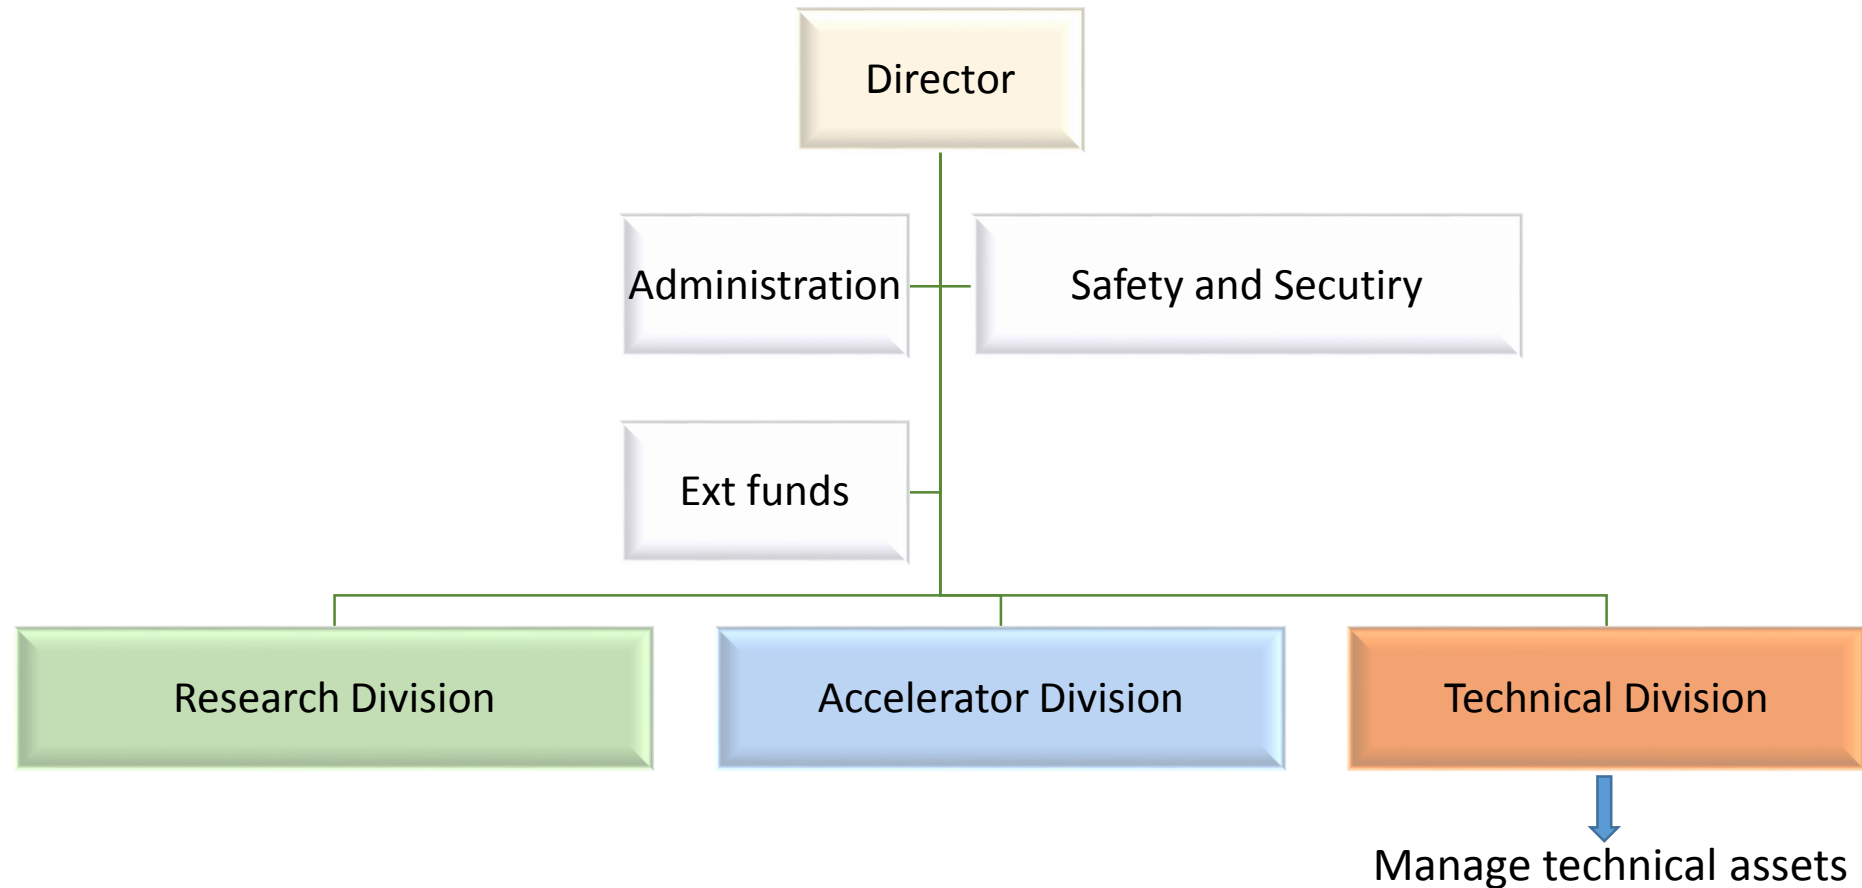 Director
Administration
Safety and Secutiry
Ext funds
Research Division
Accelerator Division
Technical Division
Manage technical assets